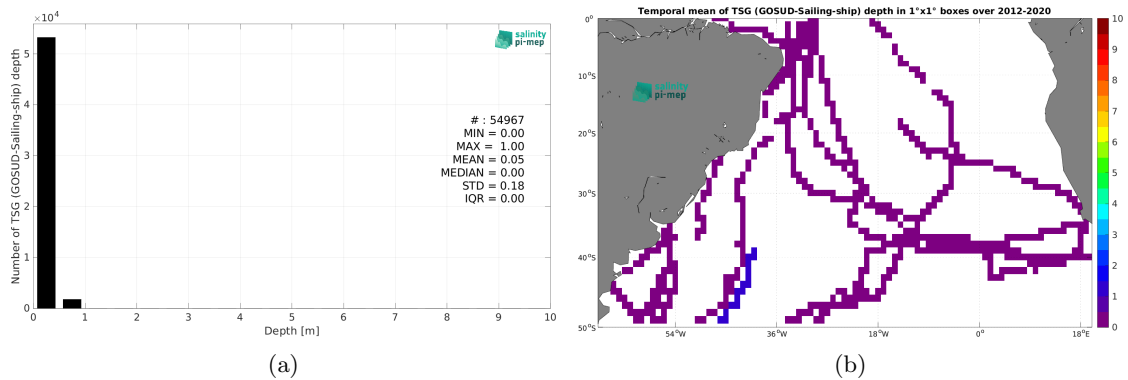 ×10⁴
5
4
3
2
1
0
Number of TSG (GOSUD-Sailing-ship) depth
0 1 2 3 4 5 6 7 8 9 10
Depth [m]
salinity
pi-mep
# : 54967
MIN = 0.00
MAX = 1.00
MEAN = 0.05
MEDIAN = 0.00
STD = 0.18
IQR = 0.00
(a)
Temporal mean of TSG (GOSUD-Sailing-ship) depth in 1°x1° boxes over 2012-2020
0°
10°S
20°S
30°S
40°S
50°S
54°W 36°W 18°W 0° 18°E
salinity
pi-mep
10
9
8
7
6
5
4
3
2
1
0
(b)